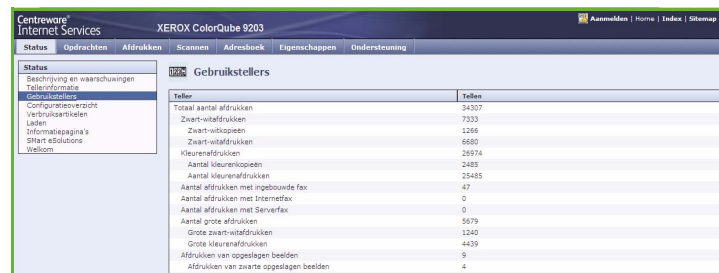 Centreware®
Internet Services
XEROX ColorQube 9203
Aanmelden | Home | Index | Sitemap
Status Opdrachten Afdrukken Scannen Adresboek Eigenschappen Ondersteuning
Status
Beschrijving en waarschuwingen
Tellerinformatie
Gebruikstellers
Configuratieoverzicht
Verbruiksartikelen
Laden
Informatiepagina's
SMart eSolutions
Welkom
123 Gebruikstellers
Teller Tellen
Totaal aantal afdrukken 34307
Zwart-witafdrukken 7333
Zwart-witkopieën 1266
Zwart-witafdrukken 6680
Kleurenafdrukken 26974
Aantal kleurenkopieën 2485
Aantal kleurenafdrukken 25485
Aantal afdrukken met ingebouwde fax 47
Aantal afdrukken met Internetfax 0
Aantal afdrukken met Serverfax 0
Aantal grote afdrukken 5679
Grote zwart-witafdrukken 1240
Grote kleurenafdrukken 4439
Afdrukken van opgeslagen beelden 9
Afdrukken van zwarte opgeslagen beelden 4